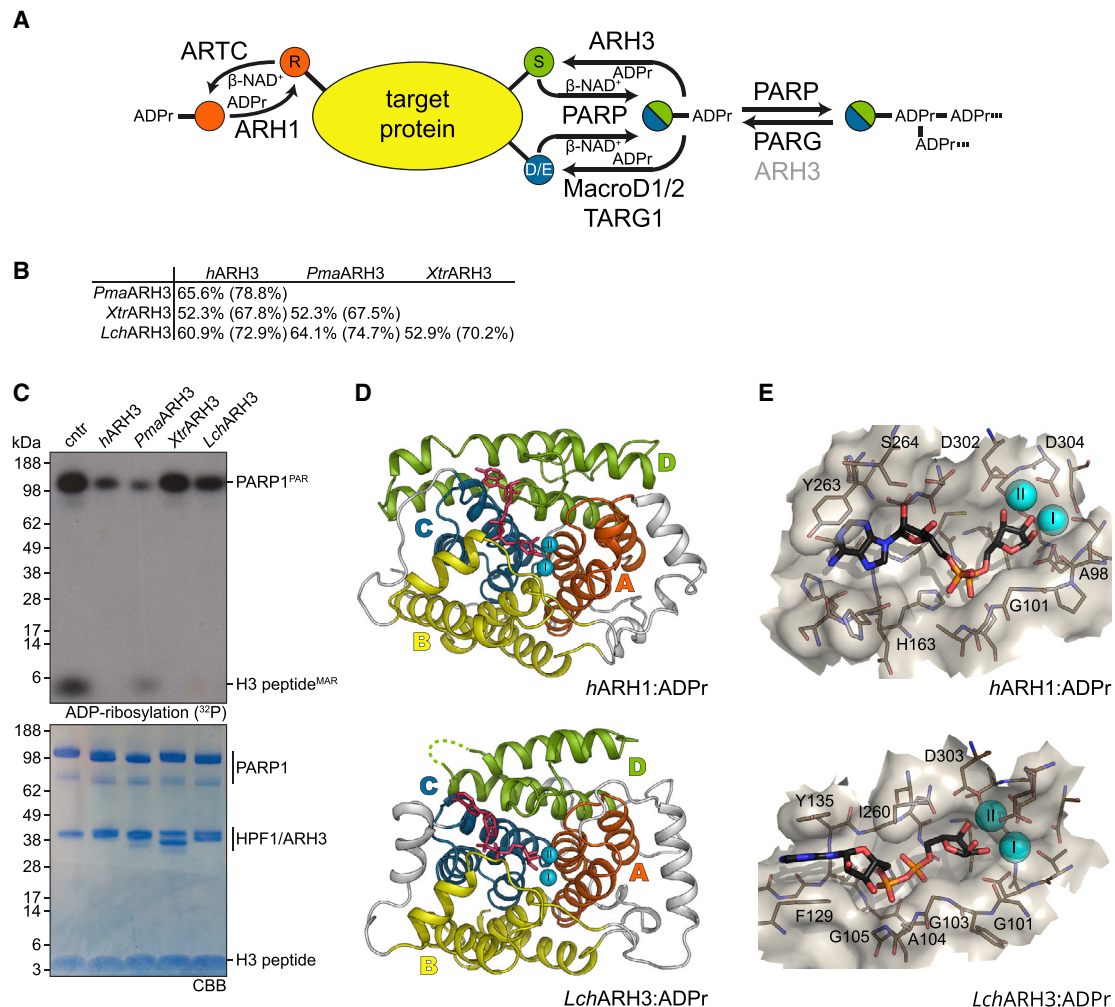 A
ARTC
R
β-NAD⁺
ADPr
ADPr
ARH1
target
protein
S
ARH3
ADPr
β-NAD⁺
PARP
ADPr
β-NAD⁺
ADPr
D/E
MacroD1/2
TARG1
PARP
PARG
ARH3
ADPr
ADPr
ADPr
B
hARH3 PmaARH3 XtrARH3
PmaARH3 65.6% (78.8%)
XtrARH3 52.3% (67.8%) 52.3% (67.5%)
LchARH3 60.9% (72.9%) 64.1% (74.7%) 52.9% (70.2%)
C
kDa
cntr
hARH3
PmaARH3
XtrARH3
LchARH3
188
98
62
49
38
28
17
14
6
PARP1ᴾᴬᴿ
H3 peptideᴹᴬᴿ
ADP-ribosylation (³²P)
188
98
62
49
38
28
17
14
6
3
PARP1
HPF1/ARH3
H3 peptide
CBB
D
D
C
II
I
A
B
hARH1:ADPr
D
C
II
I
A
B
LchARH3:ADPr
E
S264
D302
D304
Y263
II
I
A98
G101
H163
hARH1:ADPr
D303
Y135
I260
II
I
F129
G105
A104
G103
G101
LchARH3:ADPr